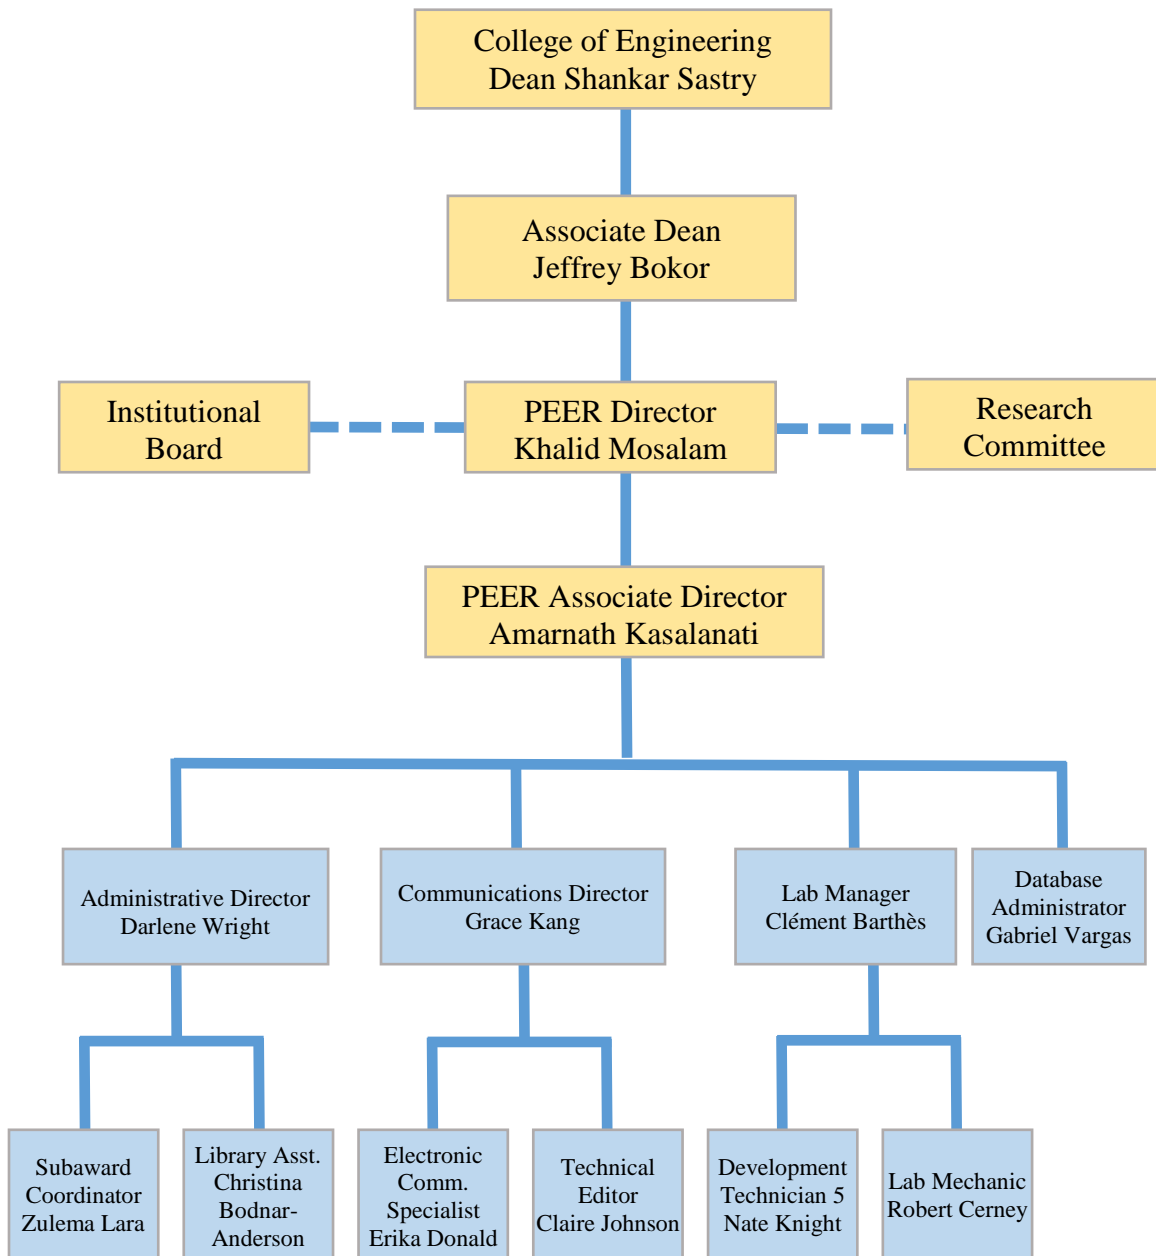 College of Engineering
Dean Shankar Sastry
Associate Dean
Jeffrey Bokor
Institutional
Board
PEER Director
Khalid Mosalam
Research
Committee
PEER Associate Director
Amarnath Kasalanati
Administrative Director
Darlene Wright
Communications Director
Grace Kang
Lab Manager
Clément Barthès
Database
Administrator
Gabriel Vargas
Subaward
Coordinator
Zulema Lara
Library Asst.
Christina
Bodnar-
Anderson
Electronic
Comm.
Specialist
Erika Donald
Technical
Editor
Claire Johnson
Development
Technician 5
Nate Knight
Lab Mechanic
Robert Cerney